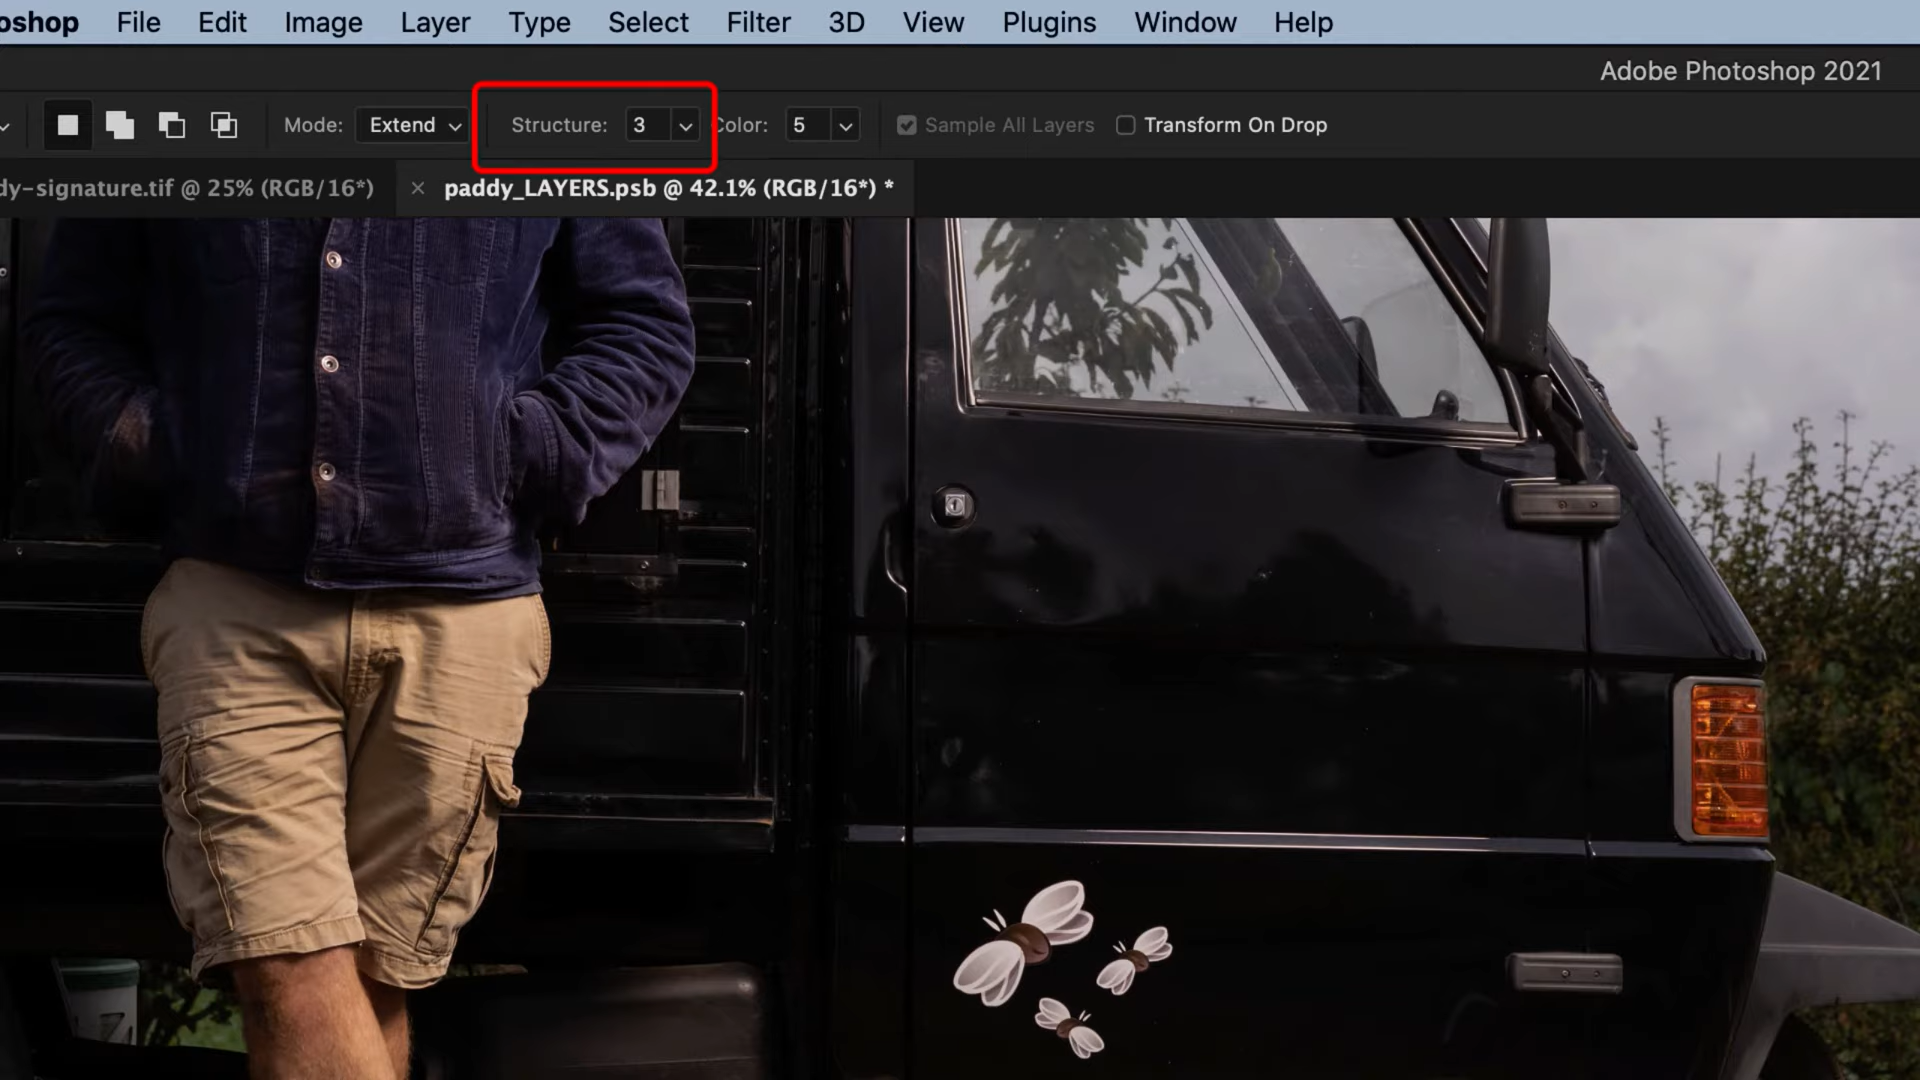 oshop File Edit Image Layer Type Select Filter 3D View Plugins Window Help
Adobe Photoshop 2021
Mode: Extend Structure: 3 Color: 5 Sample All Layers Transform On Drop
dy-signature.tif @ 25% (RGB/16*) × paddy_LAYERS.psb @ 42.1% (RGB/16*) *